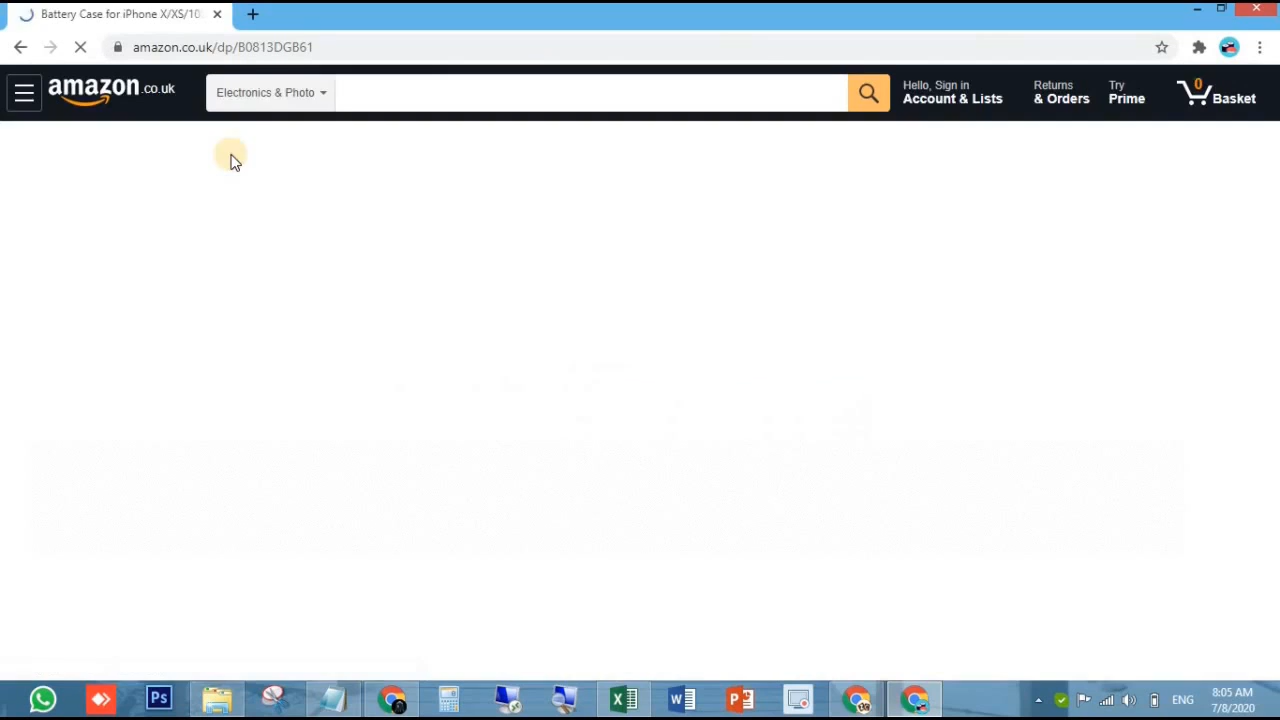 Battery Case for iPhone X/XS/10
amazon.co.uk/dp/B0813DGB61
amazon.co.uk
Electronics & Photo
Hello, Sign in
Account & Lists
Returns
& Orders
Try
Prime
0
Basket
Ps
ENG
8:05 AM
7/8/2020